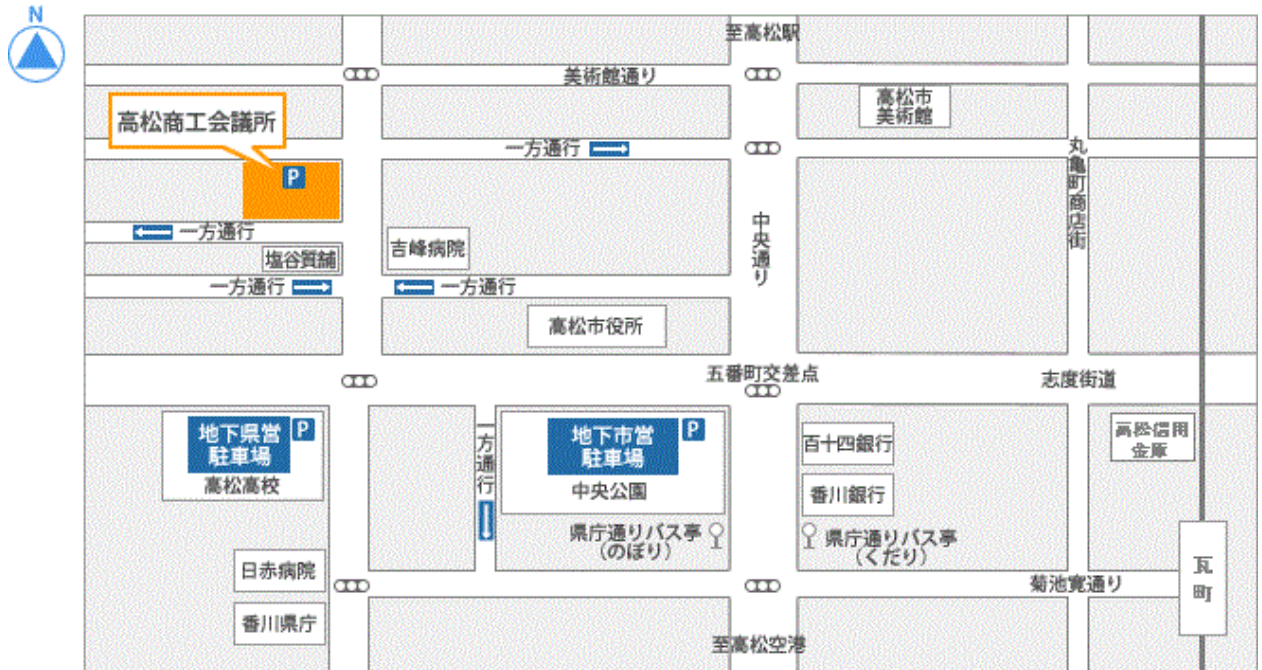 N
至高松駅
美術館通り
高松市
美術館
高松商工会議所
一方通行
P
丸亀町商店街
一方通行
中央通り
塩谷質舗
吉峰病院
一方通行
一方通行
高松市役所
五番町交差点
志度街道
地下県営
駐車場
P
高松高校
一方通行
地下市営
駐車場
P
中央公園
百十四銀行
高松信用
金庫
香川銀行
県庁通りバス亭
(のぼり)
県庁通りバス亭
(くだり)
日赤病院
瓦町
菊池寛通り
香川県庁
至高松空港